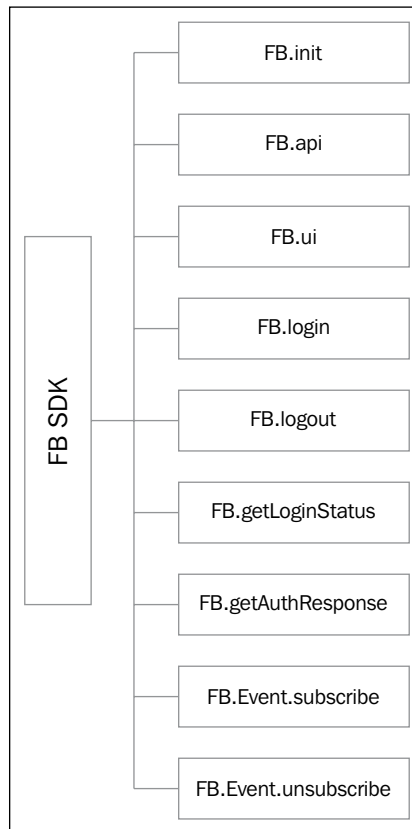 FB SDK
FB.init
FB.api
FB.ui
FB.login
FB.logout
FB.getLoginStatus
FB.getAuthResponse
FB.Event.subscribe
FB.Event.unsubscribe